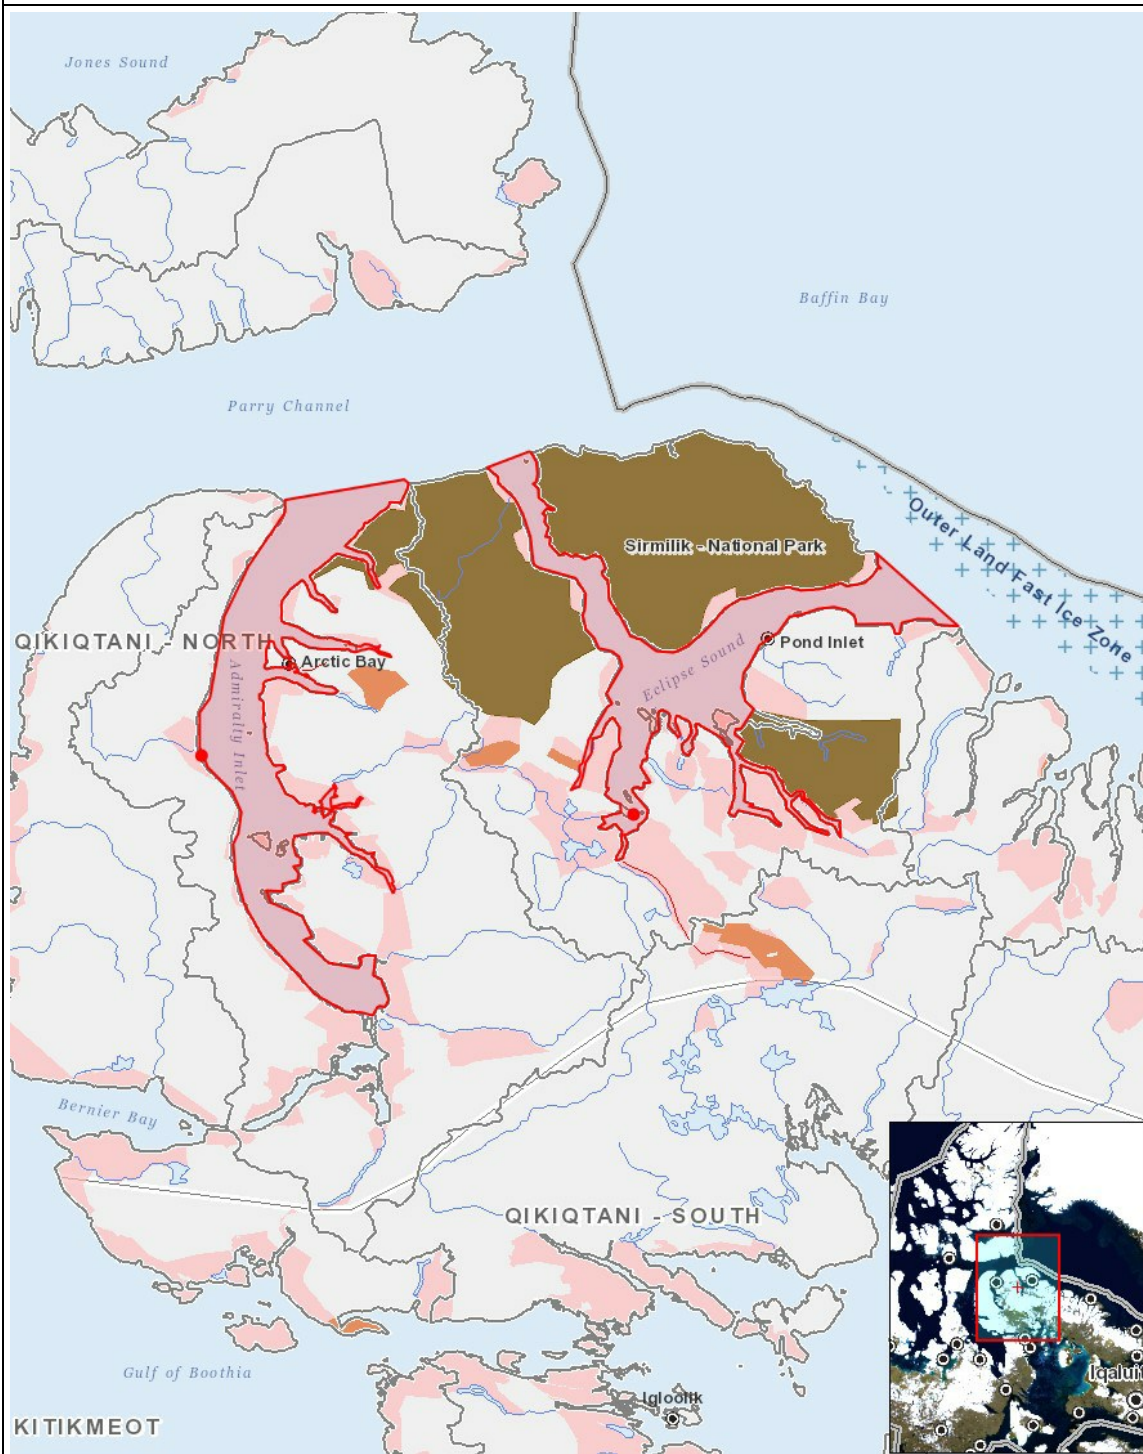 Jones Sound
Baffin Bay
Parry Channel
Outer Land Fast Ice Zone
Sirmilik - National Park
QIKIQTANI - NORTH
Arctic Bay
Pond Inlet
Eclipse Sound
Admiralty Inlet
Bernier Bay
QIKIQTANI - SOUTH
Gulf of Boothia
Igloolik
KITIKMEOT
Iqaluit